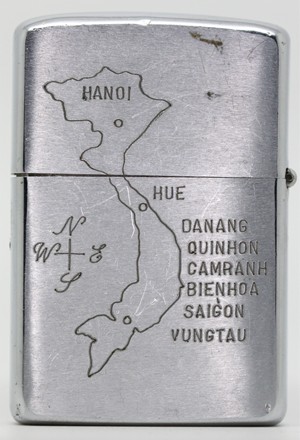 HANOI
HUE
DANANG
QUINHON
CAMRANH
BIENHOA
SAIGON
VUNGTAU
N
W E
S